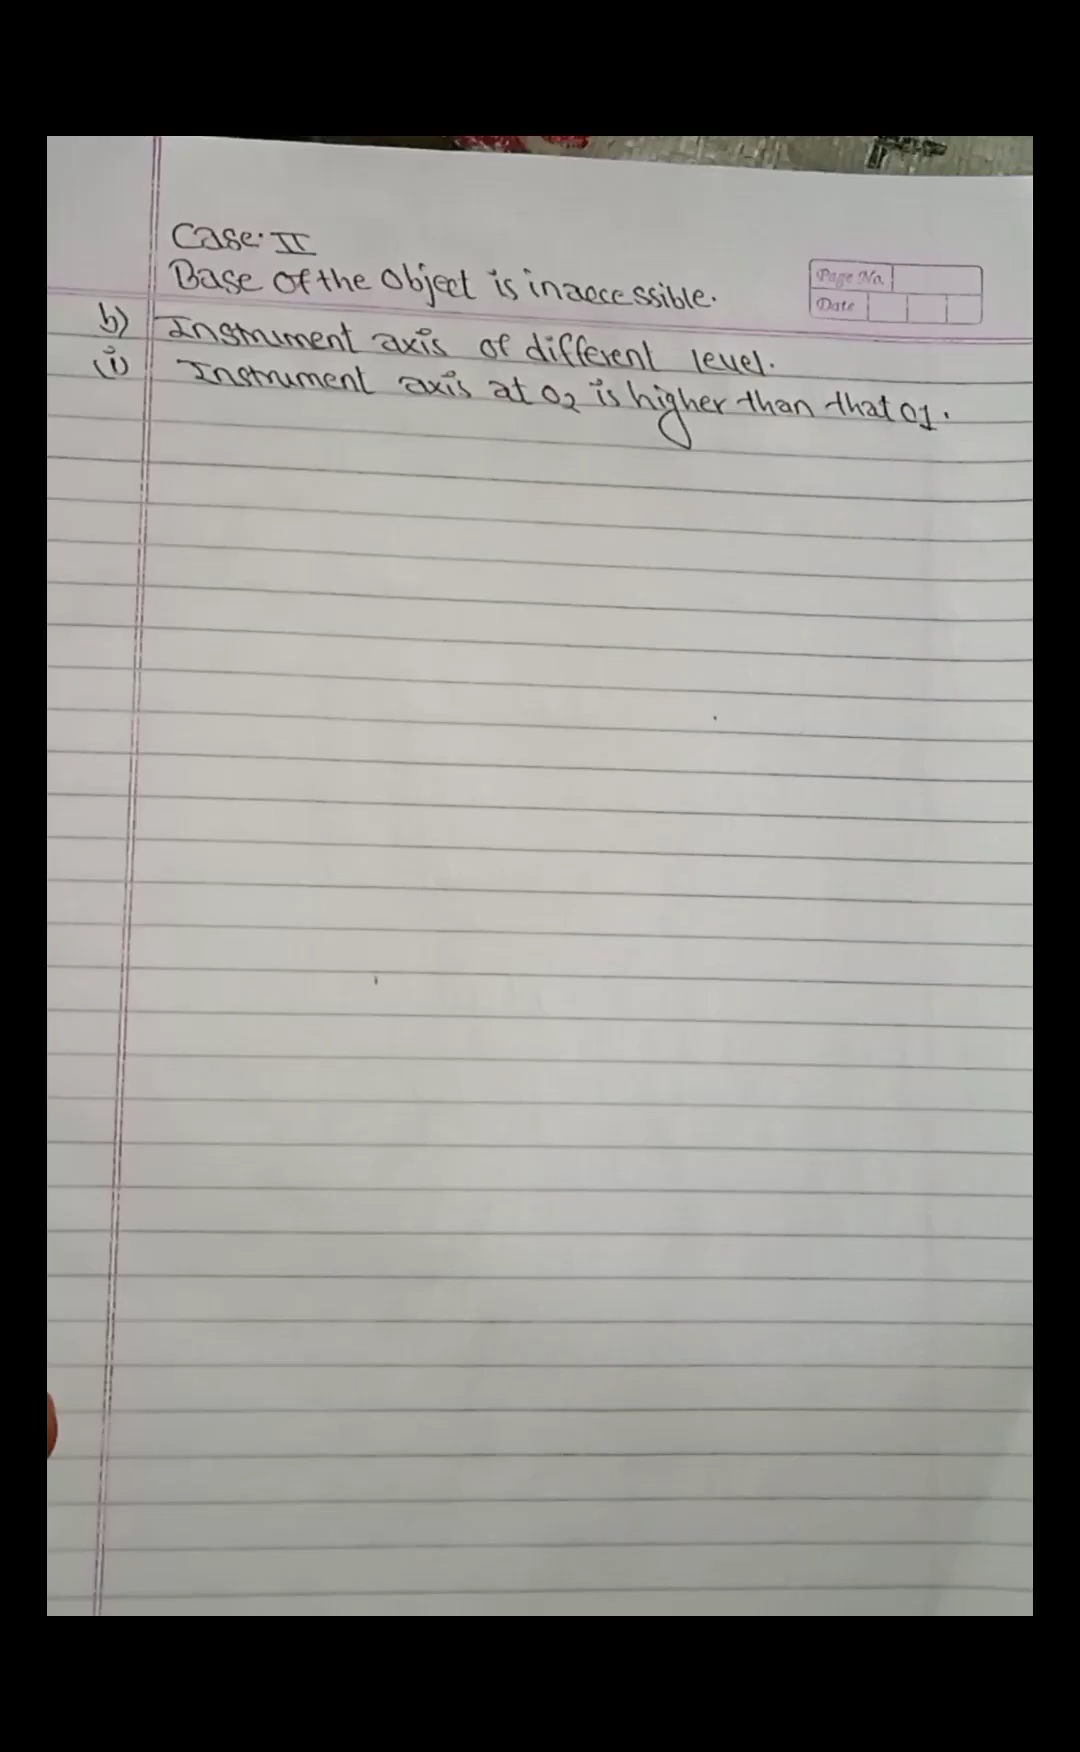 Case. II
Base of the object is inaccessible.
Page No.
Date
b) Instrument axis of different level.
(i) Instrument axis at O2 is higher than that O1.